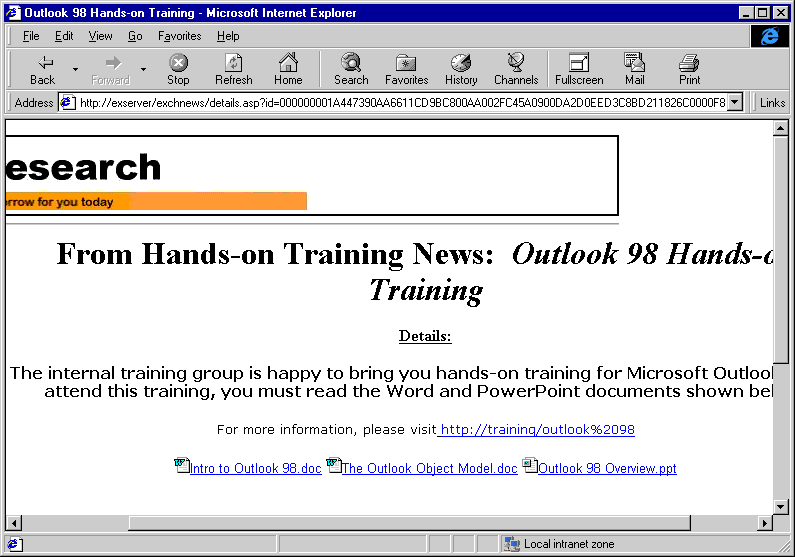 Outlook 98 Hands-on Training - Microsoft Internet Explorer
File Edit View Go Favorites Help
Back Forward Stop Refresh Home Search Favorites History Channels Fullscreen Mail Print
Address http://exserver/exchnews/details.asp?id=000000001A447390AA6611CD9BC800AA002FC45A0900DA2D0EED3C8BD211826C0000F8 Links
esearch
orrow for you today
From Hands-on Training News: Outlook 98 Hands-o
Training
Details:
The internal training group is happy to bring you hands-on training for Microsoft Outlool
attend this training, you must read the Word and PowerPoint documents shown bel
For more information, please visit http://training/outlook%2098
Intro to Outlook 98.doc The Outlook Object Model.doc Outlook 98 Overview.ppt
Local intranet zone